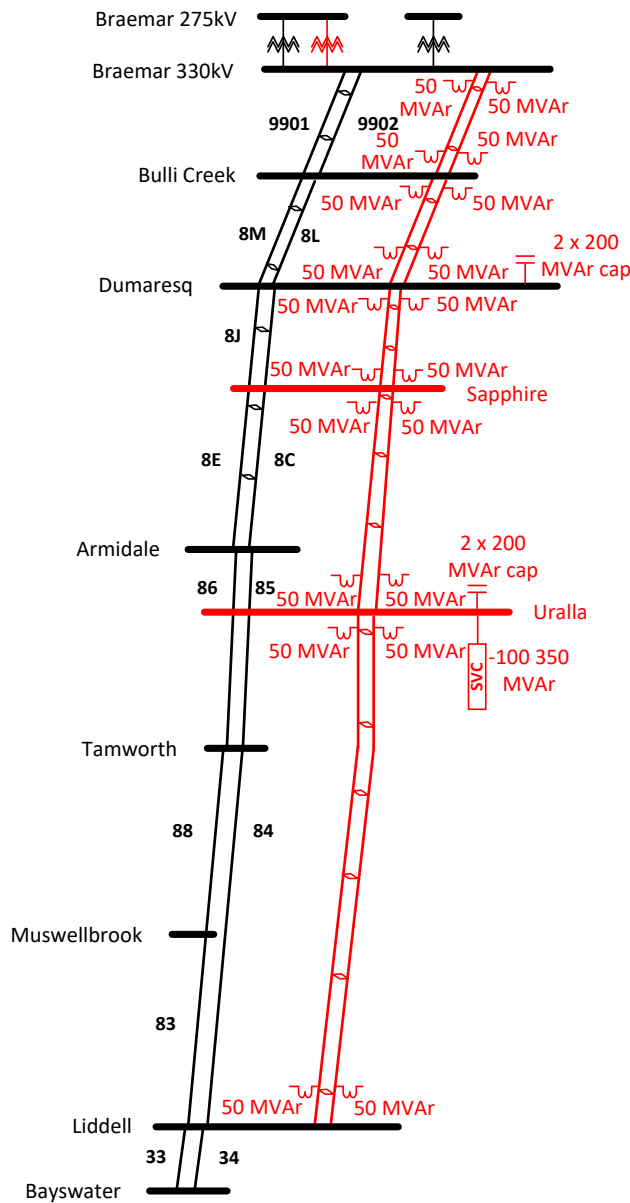 Braemar 275kV
Braemar 330kV
50
MVAr
50 MVAr
9901
9902
50
MVAr
50 MVAr
Bulli Creek
50 MVAr
50 MVAr
8M
8L
2 x 200
MVAr cap
50 MVAr
50 MVAr
Dumaresq
50 MVAr
50 MVAr
8J
50 MVAr
50 MVAr
Sapphire
50 MVAr
50 MVAr
8E
8C
Armidale
2 x 200
MVAr cap
86
85
50 MVAr
50 MVAr
Uralla
50 MVAr
50 MVAr
SVC
-100 350
MVAr
Tamworth
88
84
Muswellbrook
83
50 MVAr
50 MVAr
Liddell
33
34
Bayswater